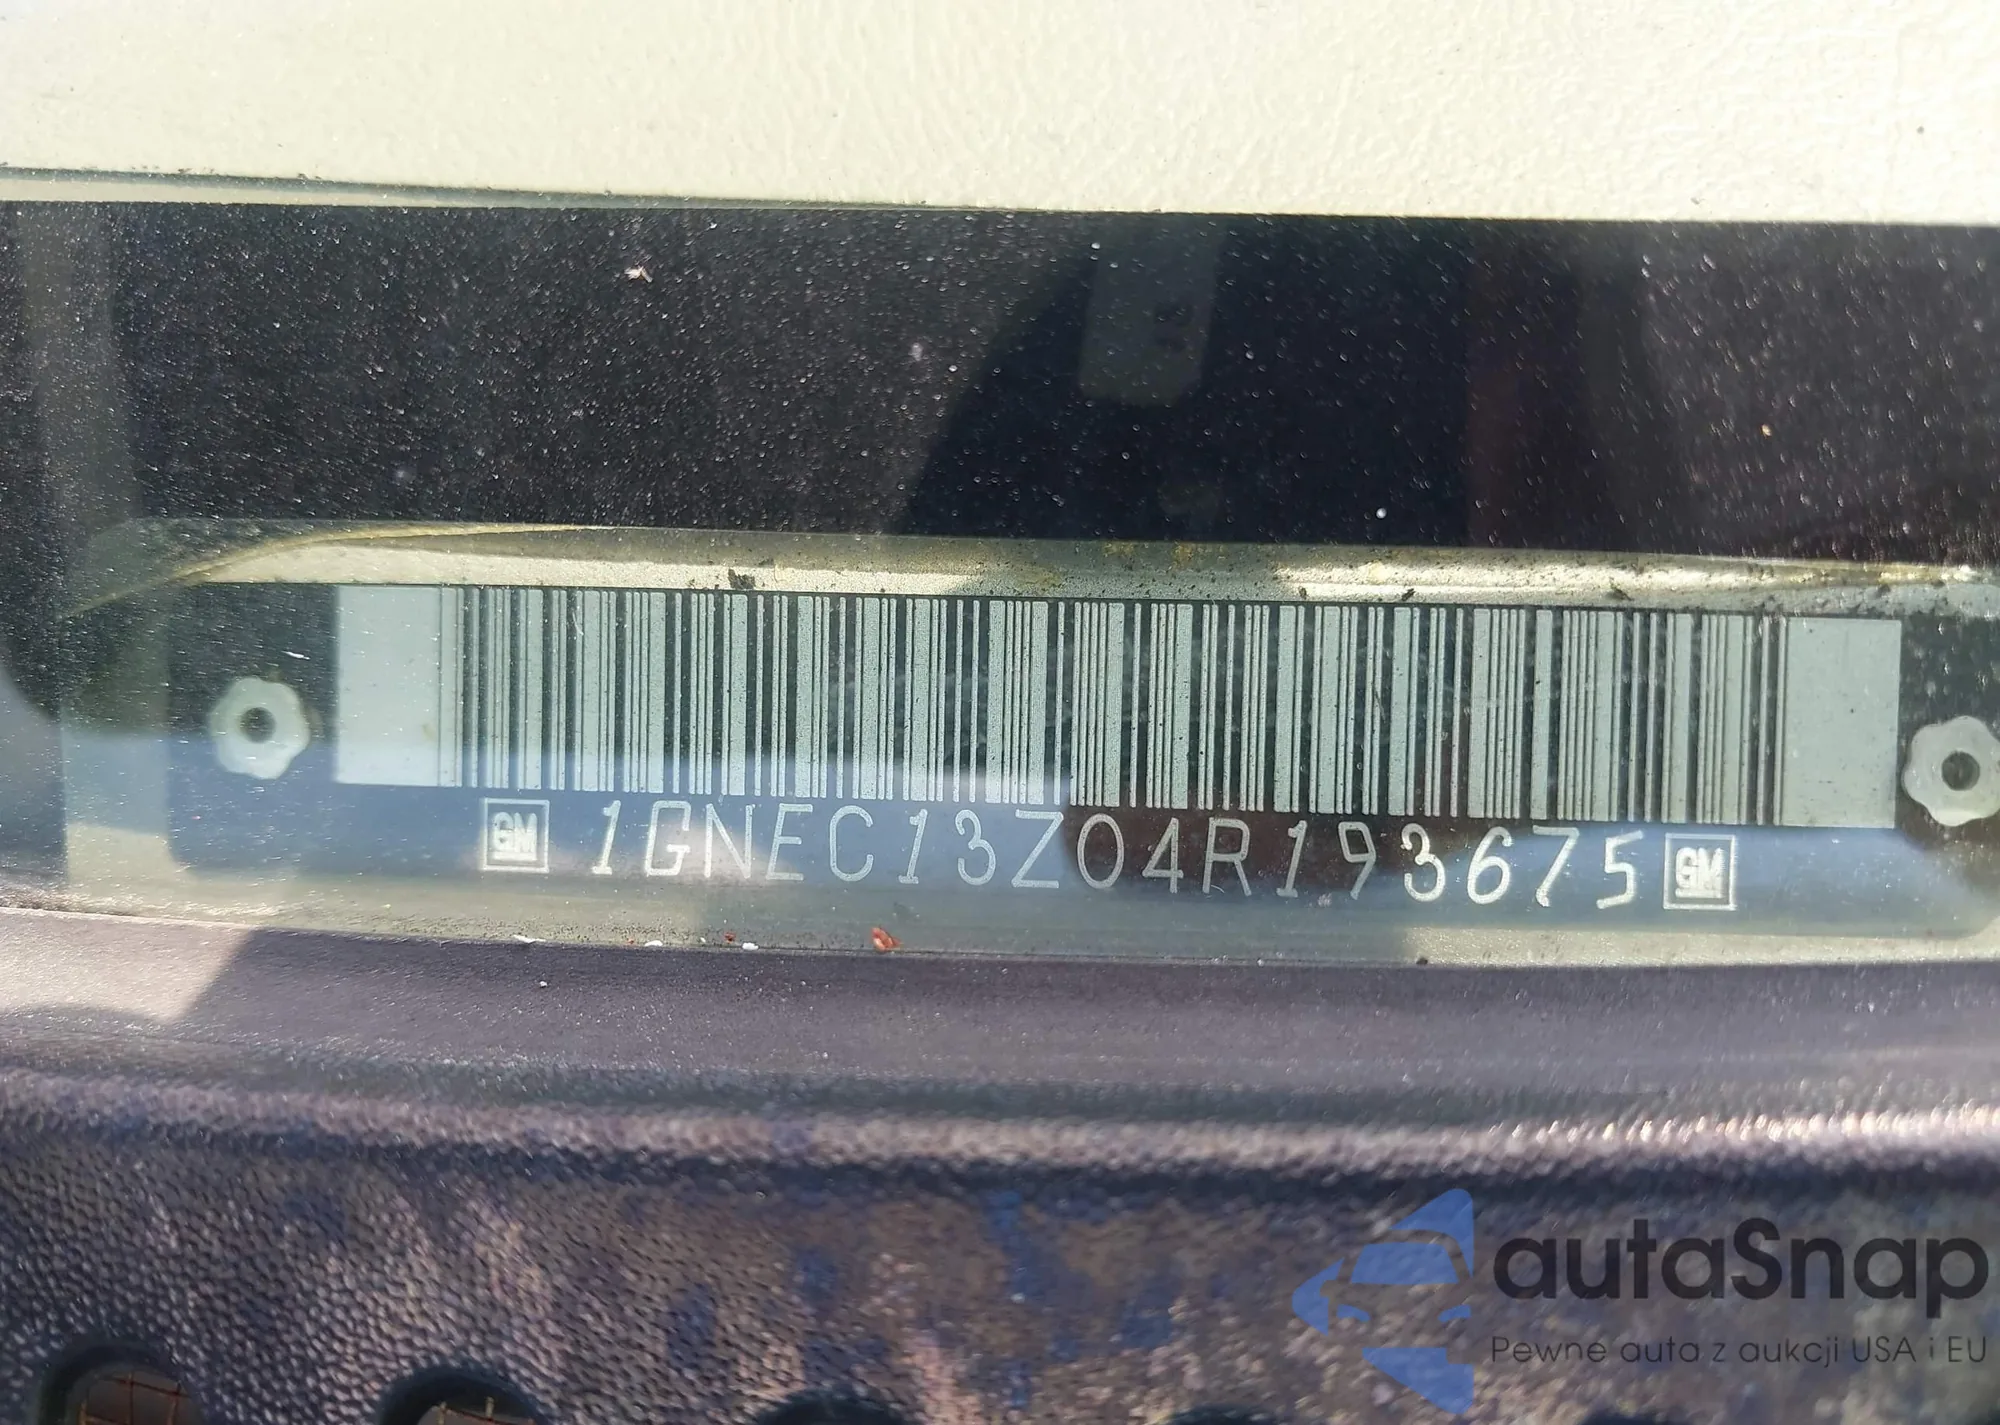 GM 1GNEC13Z04R193675 GM
autaSnap
Pewne auta z aukcji USA i EU